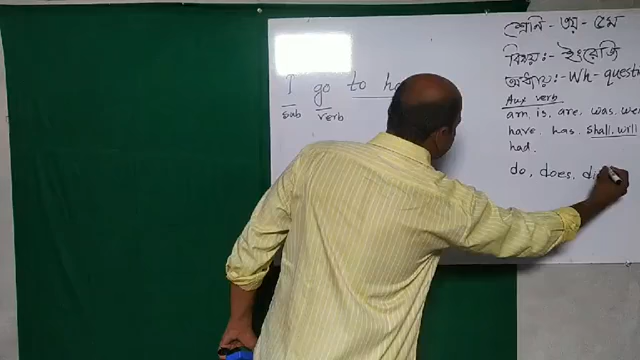 শ্রেনি - ৩য় - ৫ম
বিষয়:- ইংরেজি
অধ্যায়:- Wh- questi
Aux verb
am, is, are, was, we
have. has. shall. will
had.
do, does, di
I go to ha
sub verb